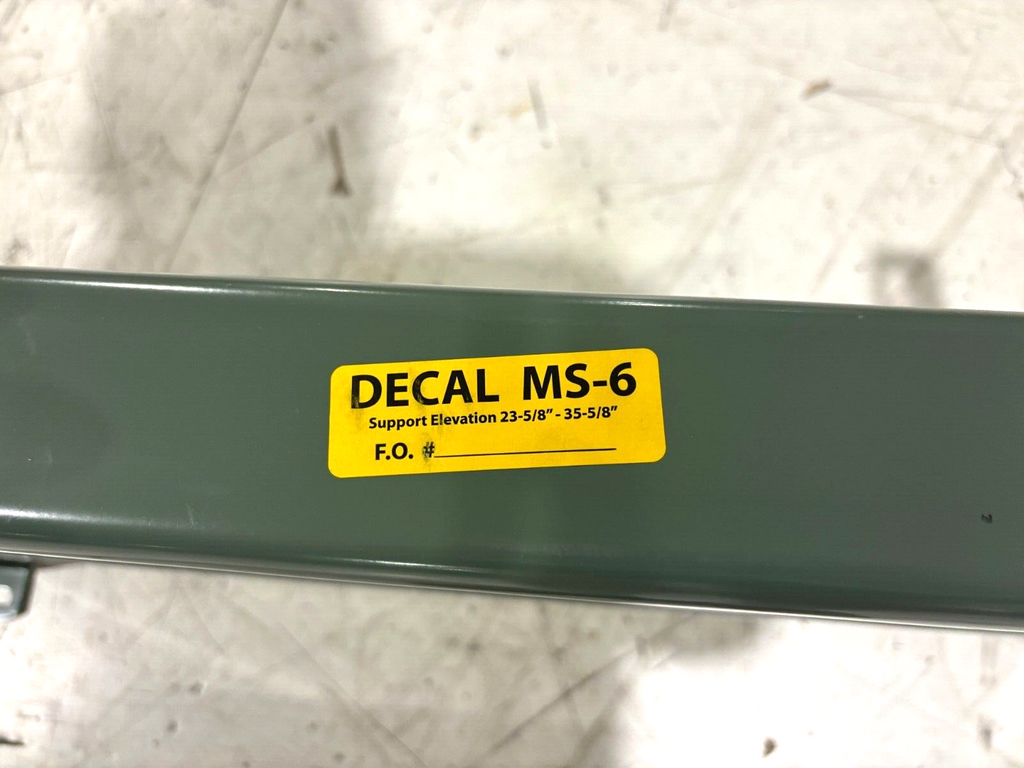 DECAL MS-6
Support Elevation 23-5/8” - 35-5/8”
F.O. #